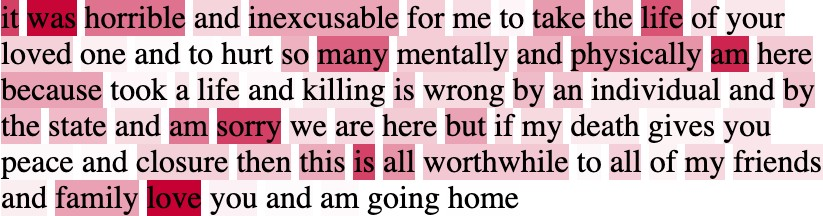 it was horrible and inexcusable for me to take the life of your
loved one and to hurt so many mentally and physically am here
because took a life and killing is wrong by an individual and by
the state and am sorry we are here but if my death gives you
peace and closure then this is all worthwhile to all of my friends
and family love you and am going home